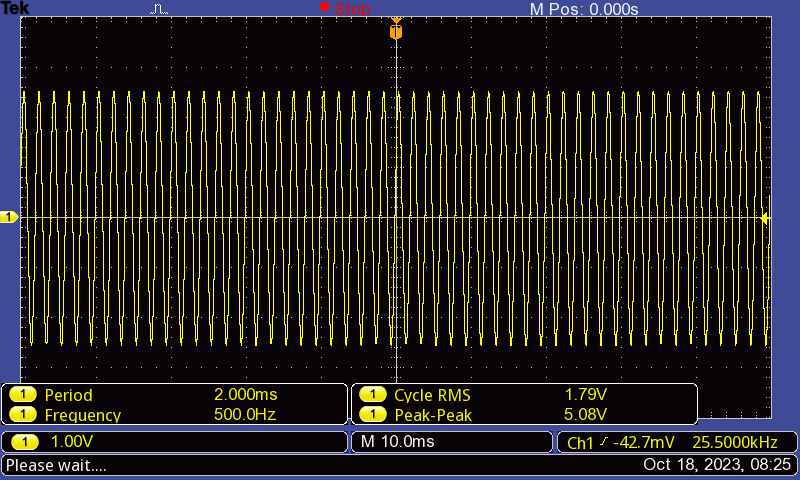 Tek Stop M Pos: 0.000s
T
1
1 Period 2.000ms 1 Cycle RMS 1.79V
1 Frequency 500.0Hz 1 Peak-Peak 5.08V
1 1.00V M 10.0ms Ch1 -42.7mV 25.5000kHz
Please wait.... Oct 18, 2023, 08:25